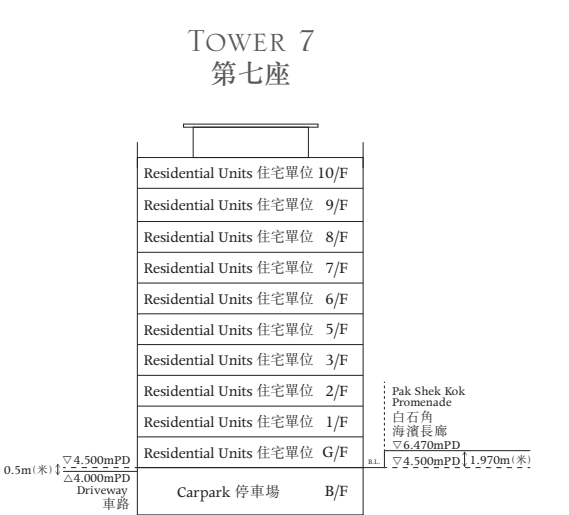 TOWER 7
第七座
Residential Units 住宅單位 10/F
Residential Units 住宅單位 9/F
Residential Units 住宅單位 8/F
Residential Units 住宅單位 7/F
Residential Units 住宅單位 6/F
Residential Units 住宅單位 5/F
Residential Units 住宅單位 3/F
Residential Units 住宅單位 2/F
Residential Units 住宅單位 1/F
Residential Units 住宅單位 G/F
Carpark 停車場 B/F
▽4.500mPD
0.5m(米)
△4.000mPD
Driveway
車路
Pak Shek Kok
Promenade
白石角
海濱長廊
▽6.470mPD
B.L.
▽4.500mPD
1.970m(米)